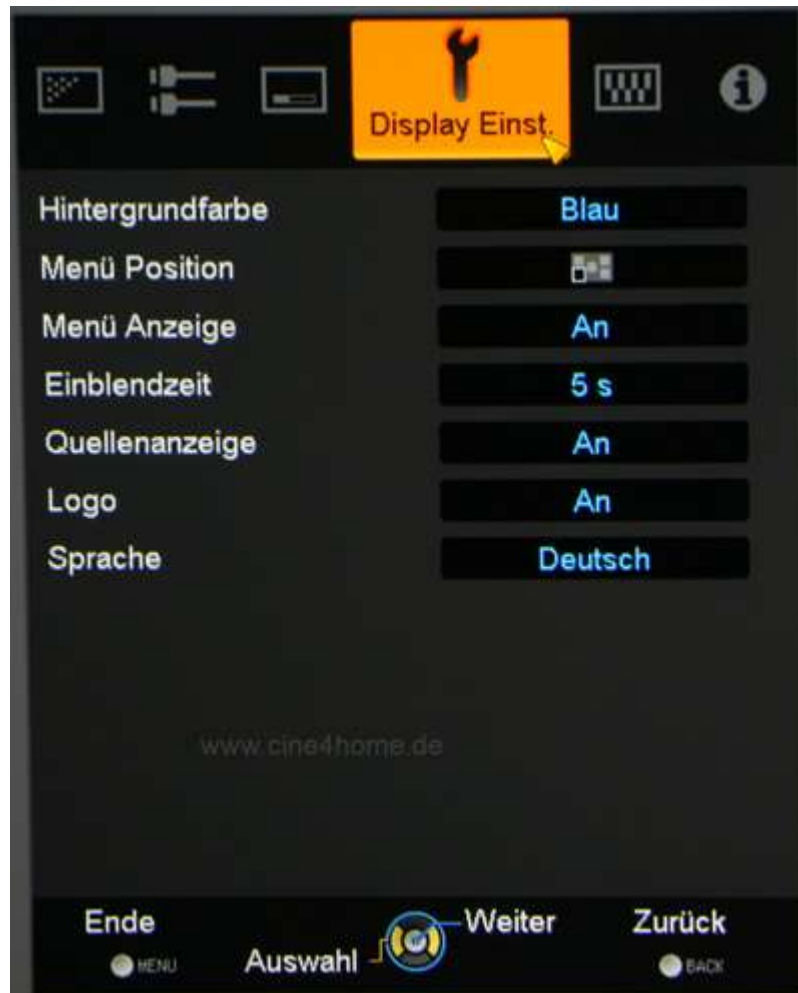 Display Einst.
Hintergrundfarbe Blau
Menü Position
Menü Anzeige An
Einblendzeit 5 s
Quellenanzeige An
Logo An
Sprache Deutsch
www.cine4home.de
Ende Weiter Zurück
MENU Auswahl BACK